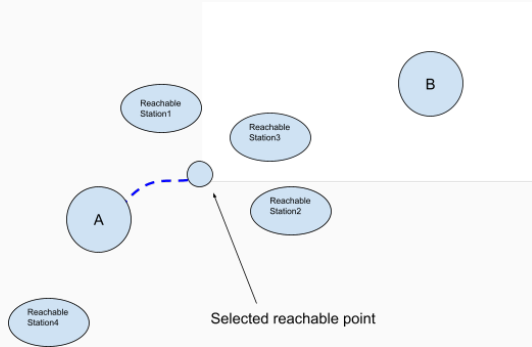 B
Reachable
Station1
Reachable
Station3
Reachable
Station2
A
Reachable
Station4
Selected reachable point